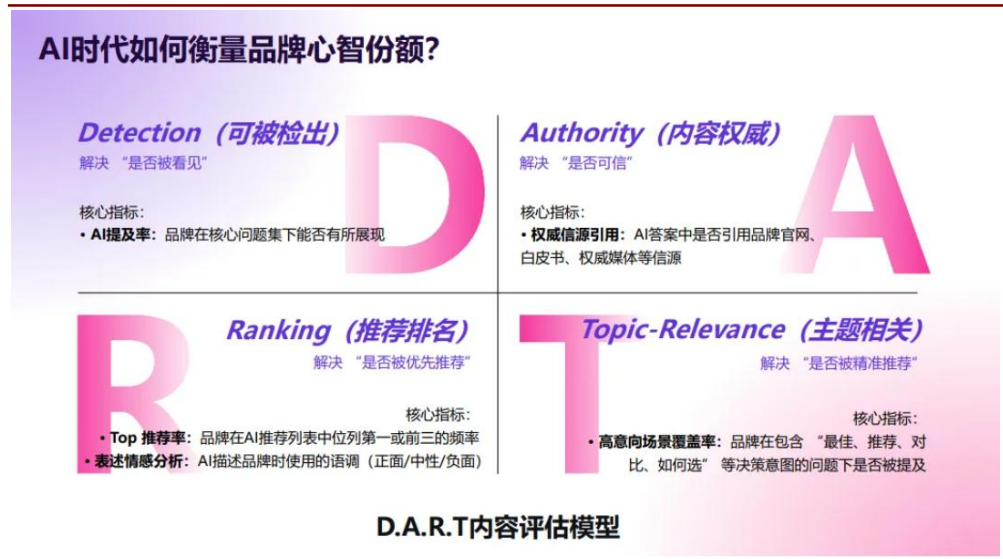 AI时代如何衡量品牌心智份额?
Detection（可被检出）
解决 “是否被看见”
核心指标：
• AI提及率：品牌在核心问题集下能否有所展现
D
Authority（内容权威）
解决 “是否可信”
核心指标：
• 权威信源引用：AI答案中是否引用品牌官网、
白皮书、权威媒体等信源
A
Ranking（推荐排名）
解决 “是否被优先推荐”
核心指标：
• Top 推荐率：品牌在AI推荐列表中位列第一或前三的频率
• 表述情感分析：AI描述品牌时使用的语调（正面/中性/负面）
R
Topic-Relevance（主题相关）
解决 “是否被精准推荐”
核心指标：
• 高意向场景覆盖率：品牌在包含 “最佳、推荐、对
比、如何选” 等决策意图的问题下是否被提及
T
D.A.R.T内容评估模型